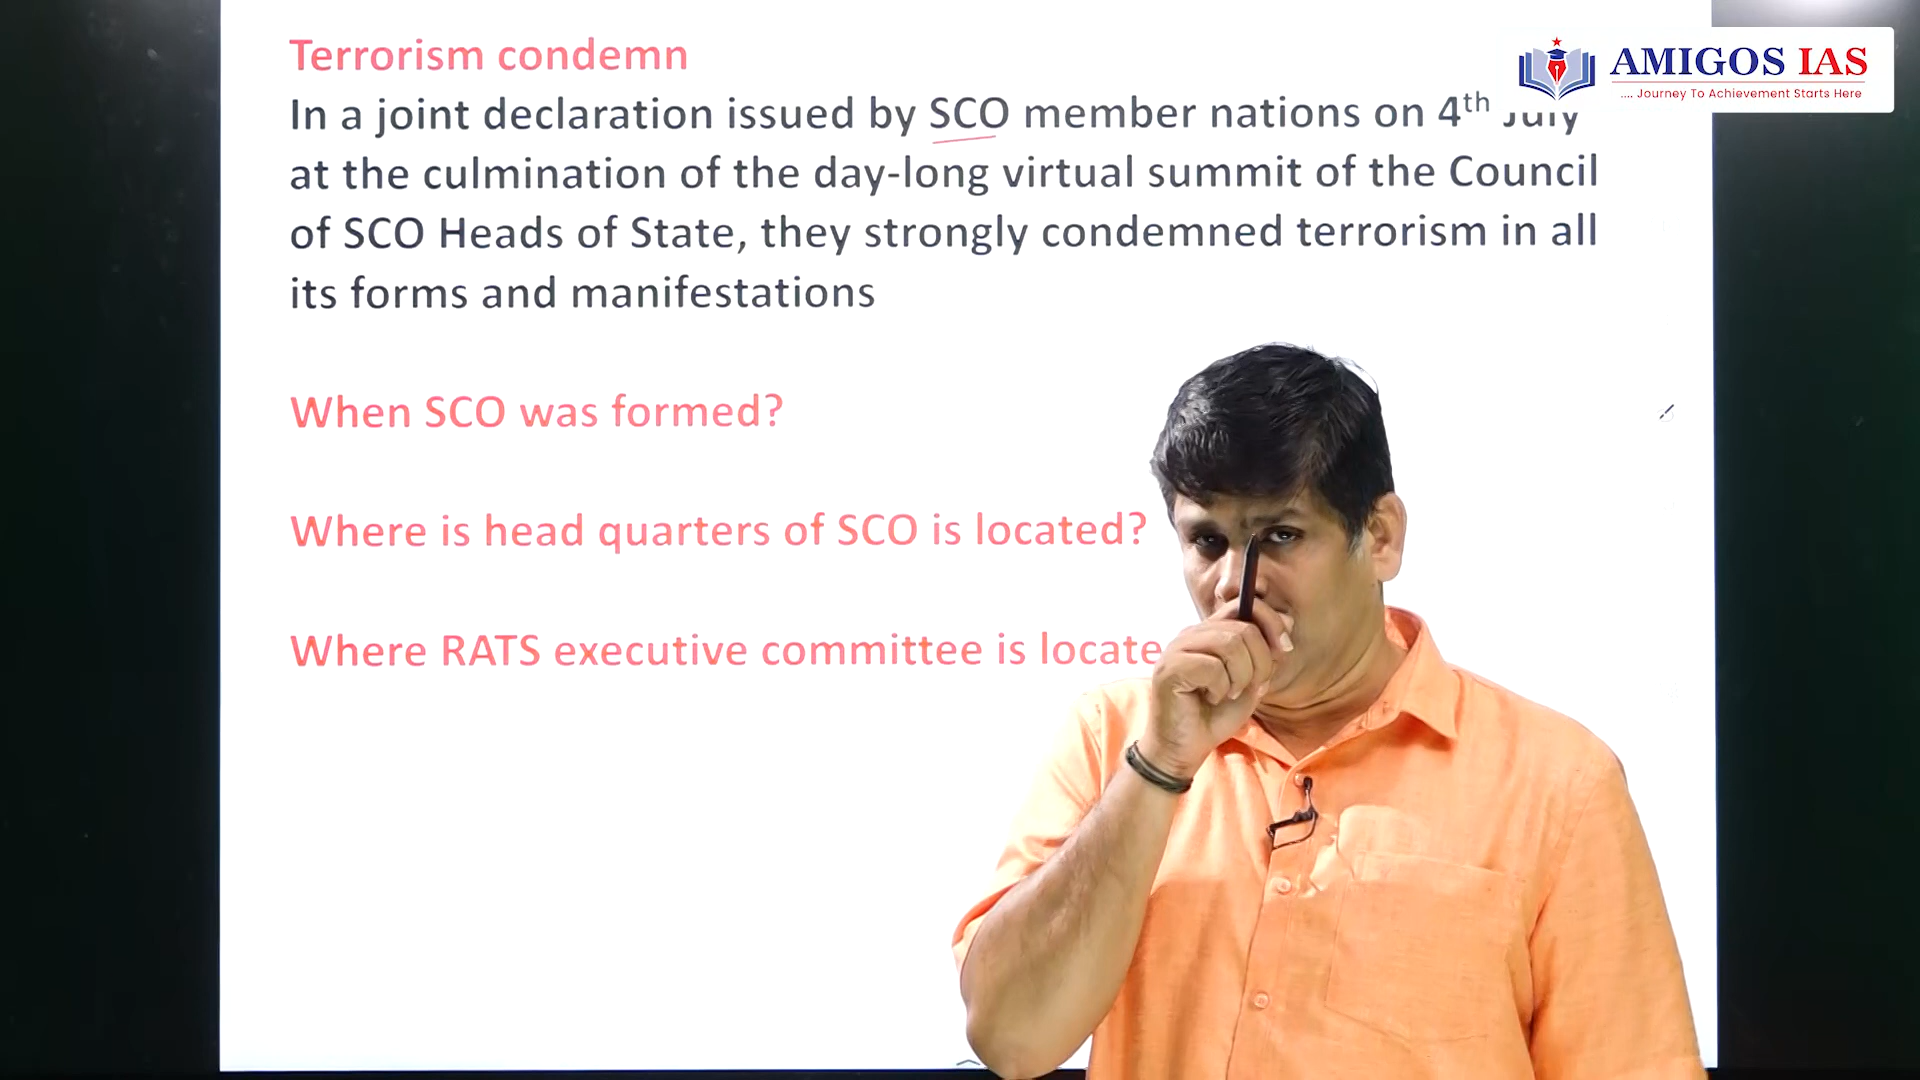 Terrorism condemn
In a joint declaration issued by SCO member nations on 4th July
at the culmination of the day-long virtual summit of the Council
of SCO Heads of State, they strongly condemned terrorism in all
its forms and manifestations
When SCO was formed?
Where is head quarters of SCO is located?
Where RATS executive committee is locate
AMIGOS IAS
.... Journey To Achievement Starts Here